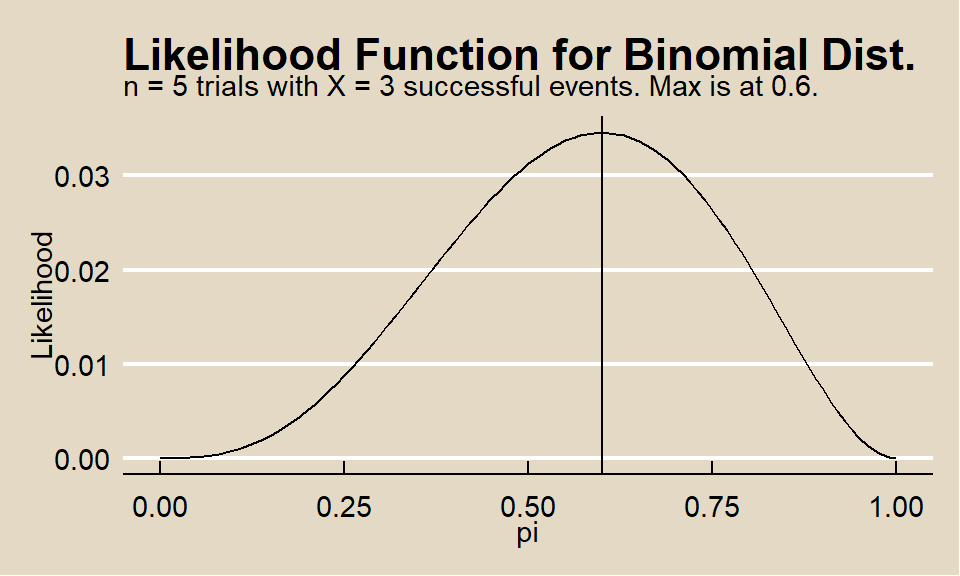 Likelihood Function for Binomial Dist.
n = 5 trials with X = 3 successful events. Max is at 0.6.
Likelihood
0.03
0.02
0.01
0.00
0.00 0.25 0.50 0.75 1.00
pi